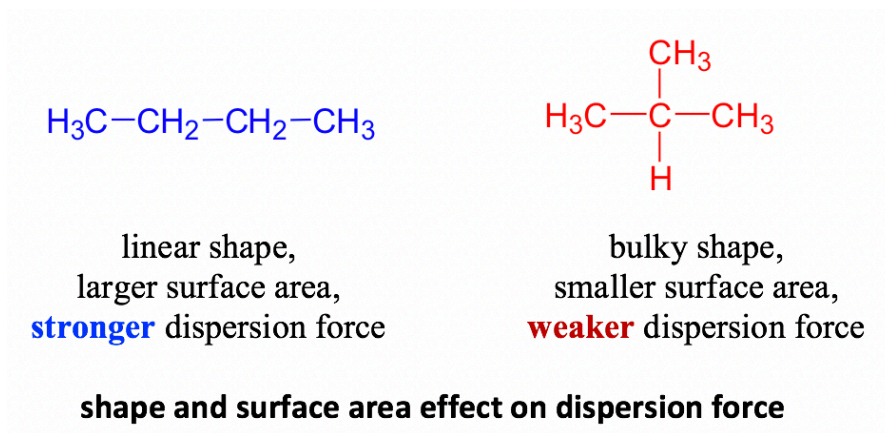 H₃C–CH₂–CH₂–CH₃
CH₃
H₃C–C–CH₃
H
linear shape,
larger surface area,
stronger dispersion force
bulky shape,
smaller surface area,
weaker dispersion force
shape and surface area effect on dispersion force